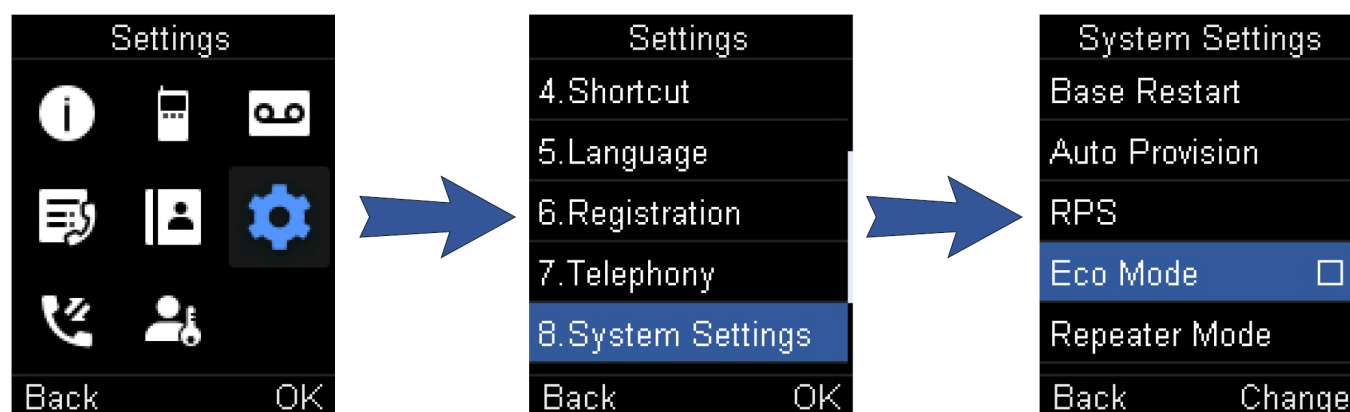 Settings
Back OK
Settings
4.Shortcut
5.Language
6.Registration
7.Telephony
8.System Settings
Back OK
System Settings
Base Restart
Auto Provision
RPS
Eco Mode
Repeater Mode
Back Change